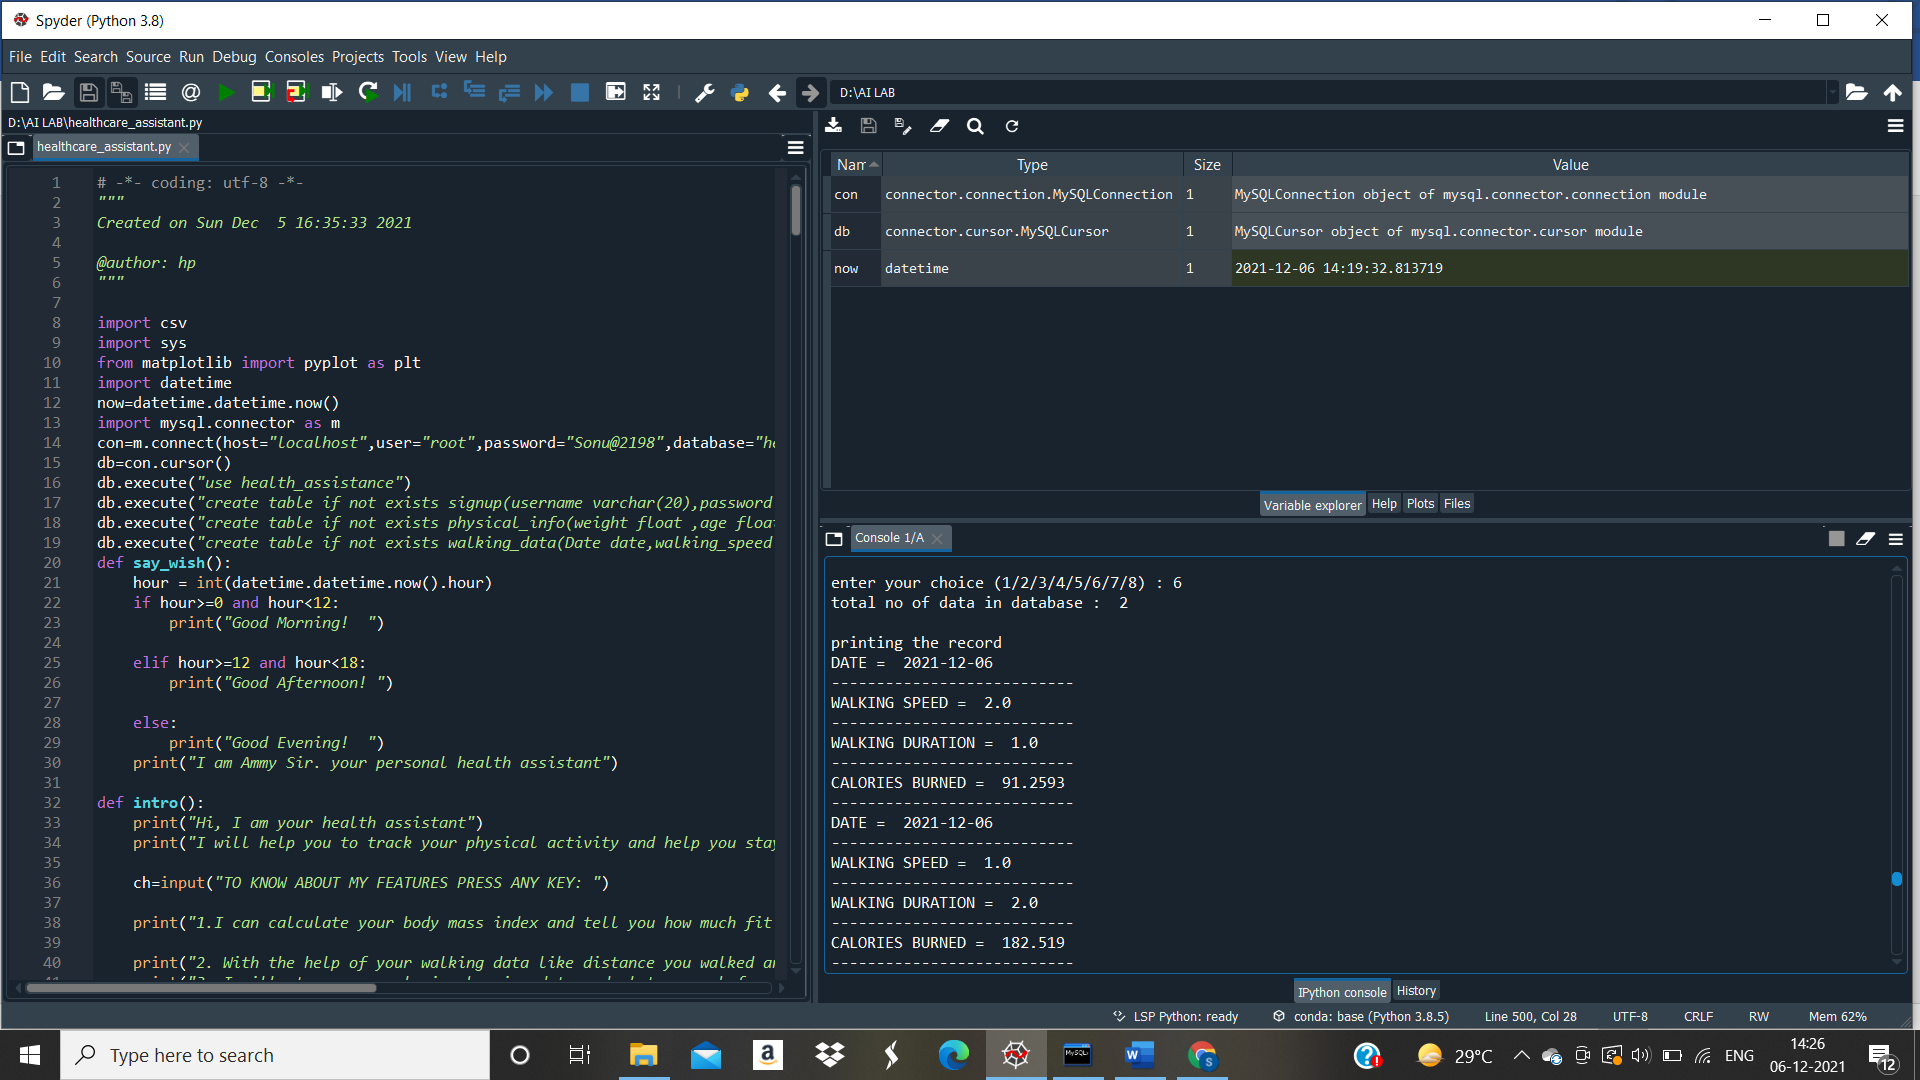 Spyder (Python 3.8)
File Edit Search Source Run Debug Consoles Projects Tools View Help
D:\AI LAB
D:\AI LAB\healthcare_assistant.py
healthcare_assistant.py
1 # -*- coding: utf-8 -*-
2 """
3 Created on Sun Dec  5 16:35:33 2021
4
5 @author: hp
6 """
7
8 import csv
9 import sys
10 from matplotlib import pyplot as plt
11 import datetime
12 now=datetime.datetime.now()
13 import mysql.connector as m
14 con=m.connect(host="localhost",user="root",password="Sonu@2198",database="he
15 db=con.cursor()
16 db.execute("use health_assistance")
17 db.execute("create table if not exists signup(username varchar(20),password
18 db.execute("create table if not exists physical_info(weight float ,age float
19 db.execute("create table if not exists walking_data(Date date,walking_speed
20 def say_wish():
21     hour = int(datetime.datetime.now().hour)
22     if hour>=0 and hour<12:
23         print("Good Morning!  ")
24
25     elif hour>=12 and hour<18:
26         print("Good Afternoon! ")
27
28     else:
29         print("Good Evening!  ")
30     print("I am Ammy Sir. your personal health assistant")
31
32 def intro():
33     print("Hi, I am your health assistant")
34     print("I will help you to track your physical activity and help you stay
35
36     ch=input("TO KNOW ABOUT MY FEATURES PRESS ANY KEY: ")
37
38     print("1.I can calculate your body mass index and tell you how much fit
39
40     print("2. With the help of your walking data like distance you walked an
Nar Type Size Value
con connector.connection.MySQLConnection 1 MySQLConnection object of mysql.connector.connection module
db connector.cursor.MySQLCursor 1 MySQLCursor object of mysql.connector.cursor module
now datetime 1 2021-12-06 14:19:32.813719
Variable explorer Help Plots Files
Console 1/A
enter your choice (1/2/3/4/5/6/7/8) : 6
total no of data in database :  2
printing the record
DATE =  2021-12-06
---------------------------
WALKING SPEED =  2.0
---------------------------
WALKING DURATION =  1.0
---------------------------
CALORIES BURNED =  91.2593
---------------------------
DATE =  2021-12-06
---------------------------
WALKING SPEED =  1.0
---------------------------
WALKING DURATION =  2.0
---------------------------
CALORIES BURNED =  182.519
---------------------------
IPython console History
LSP Python: ready conda: base (Python 3.8.5) Line 500, Col 28 UTF-8 CRLF RW Mem 62%
Type here to search
29°C ENG 14:26
06-12-2021
12